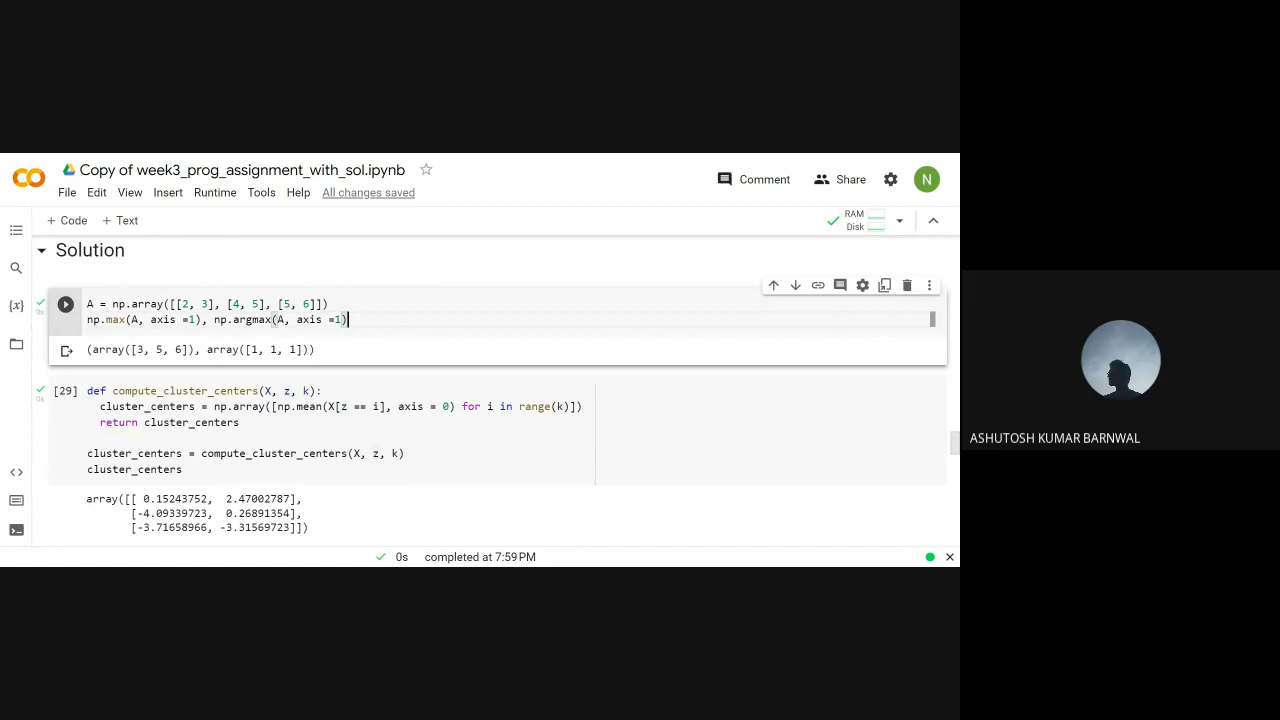 Copy of week3_prog_assignment_with_sol.ipynb
Comment
Share
N
File Edit View Insert Runtime Tools Help All changes saved
+ Code + Text
RAM
Disk
Solution
0s
A = np.array([[2, 3], [4, 5], [5, 6]])
np.max(A, axis =1), np.argmax(A, axis =1)
(array([3, 5, 6]), array([1, 1, 1]))
0s
[29] def compute_cluster_centers(X, z, k):
cluster_centers = np.array([np.mean(X[z == i], axis = 0) for i in range(k)])
return cluster_centers
cluster_centers = compute_cluster_centers(X, z, k)
cluster_centers
array([[ 0.15243752, 2.47002787],
[-4.09339723, 0.26891354],
[-3.71658966, -3.31569723]])
0s completed at 7:59 PM
ASHUTOSH KUMAR BARNWAL